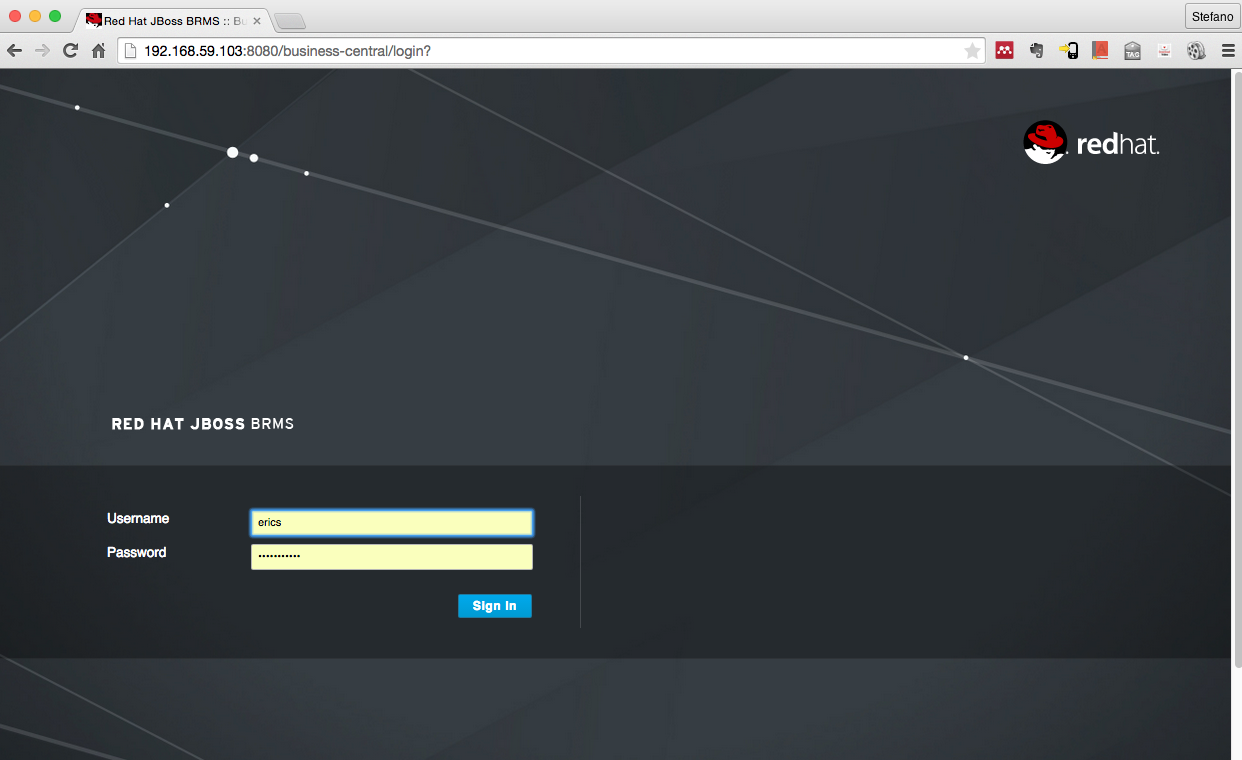 Red Hat JBoss BRMS :: Bu
Stefano
192.168.59.103:8080/business-central/login?
TAG
redhat.
RED HAT JBOSS BRMS
Username
erics
Password
•••••••••••
Sign In